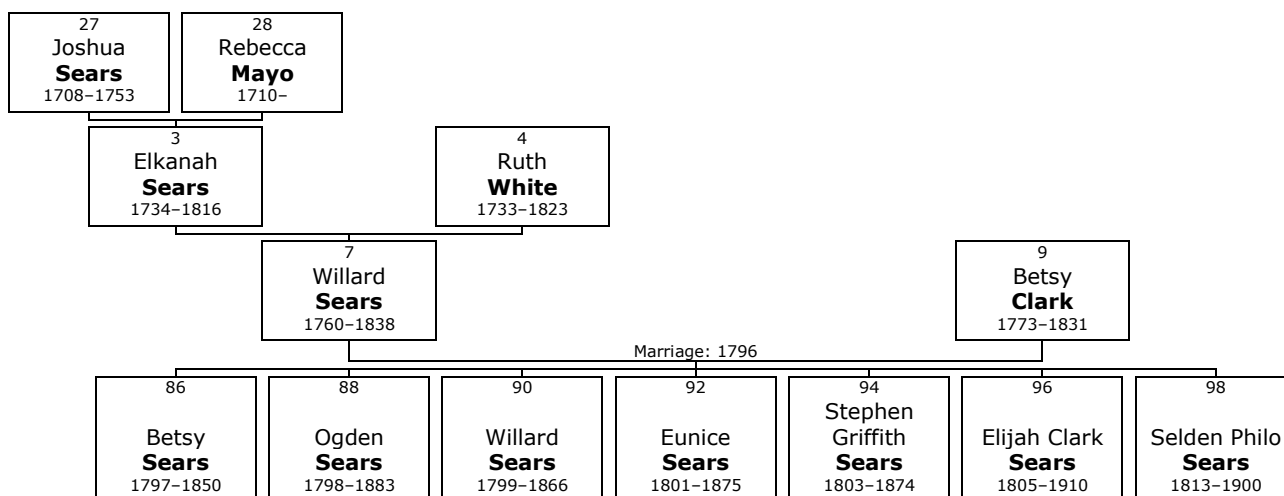 27
Joshua
Sears
1708–1753
28
Rebecca
Mayo
1710–
3
Elkanah
Sears
1734–1816
4
Ruth
White
1733–1823
7
Willard
Sears
1760–1838
9
Betsy
Clark
1773–1831
Marriage: 1796
86
Betsy
Sears
1797–1850
88
Ogden
Sears
1798–1883
90
Willard
Sears
1799–1866
92
Eunice
Sears
1801–1875
94
Stephen
Griffith
Sears
1803–1874
96
Elijah Clark
Sears
1805–1910
98
Selden Philo
Sears
1813–1900